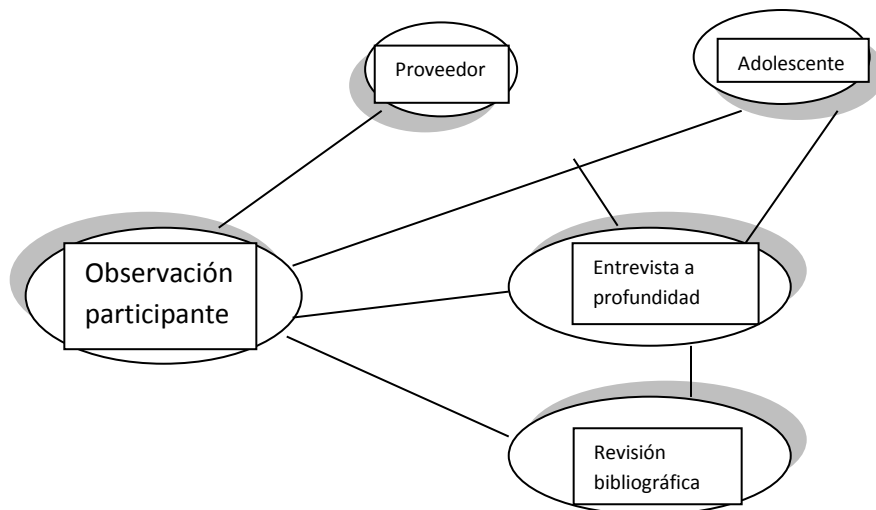 Proveedor
Adolescente
Observación
participante
Entrevista a
profundidad
Revisión
bibliográfica